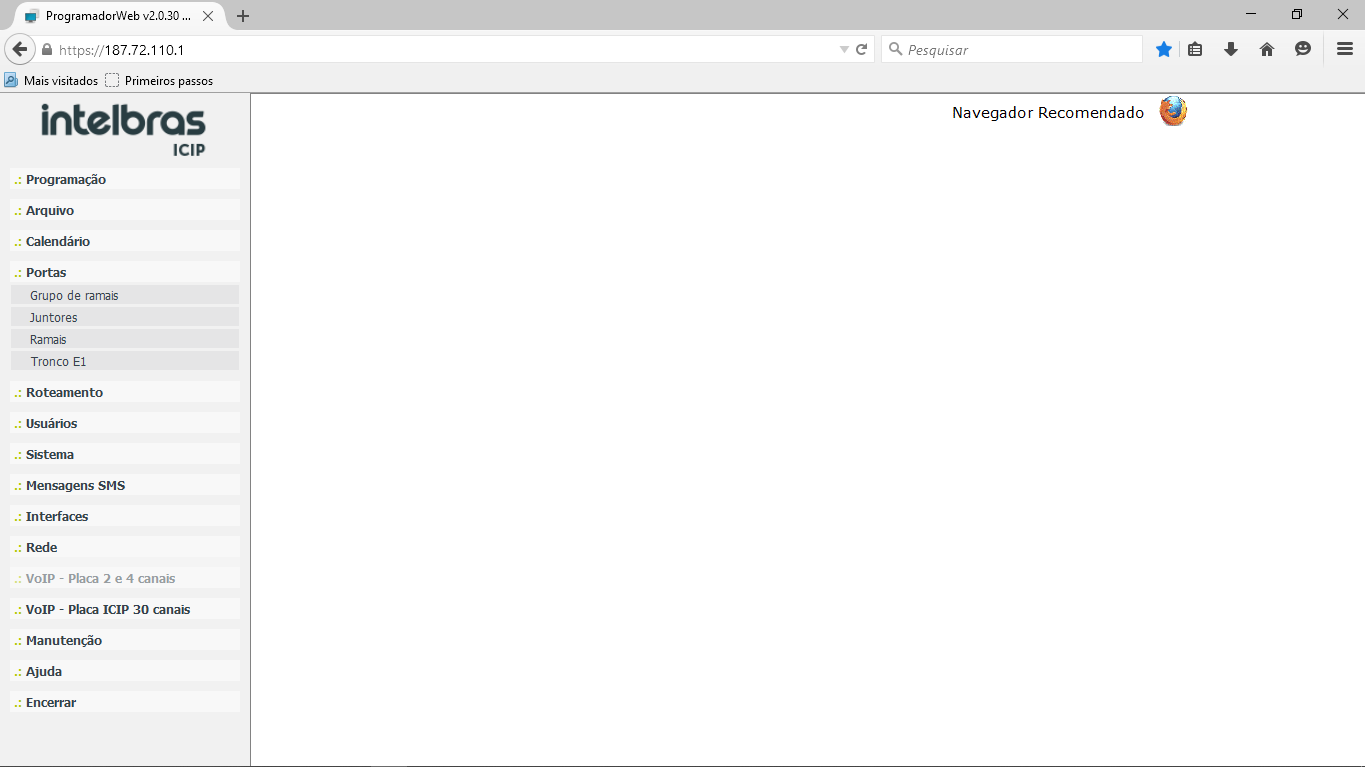 ProgramadorWeb v2.0.30 ...
https://187.72.110.1
Pesquisar
Mais visitados
Primeiros passos
intelbras
ICIP
Navegador Recomendado
.: Programação
.: Arquivo
.: Calendário
.: Portas
Grupo de ramais
Juntores
Ramais
Tronco E1
.: Roteamento
.: Usuários
.: Sistema
.: Mensagens SMS
.: Interfaces
.: Rede
.: VoIP - Placa 2 e 4 canais
.: VoIP - Placa ICIP 30 canais
.: Manutenção
.: Ajuda
.: Encerrar